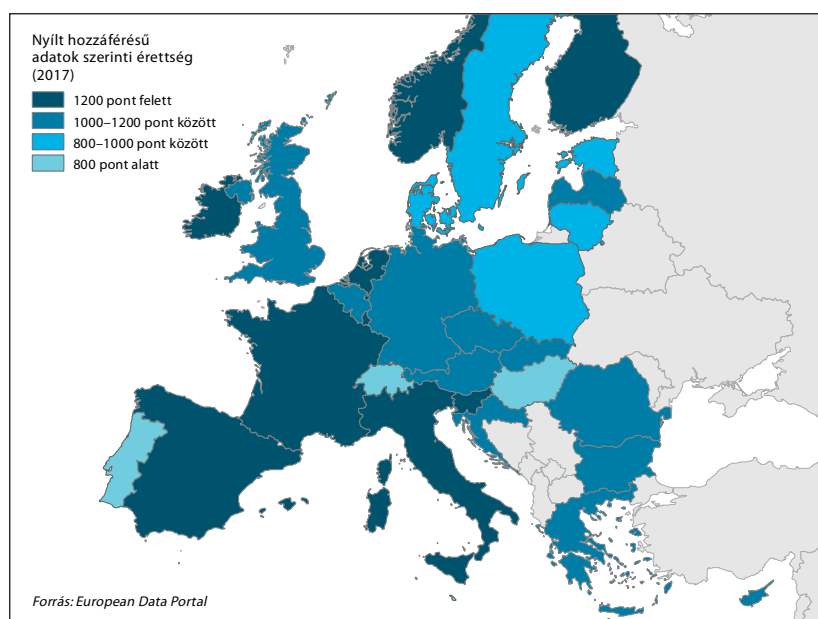 Nyílt hozzáférésű
adatok szerinti érettség
(2017)
1200 pont felett
1000–1200 pont között
800–1000 pont között
800 pont alatt
Forrás: European Data Portal